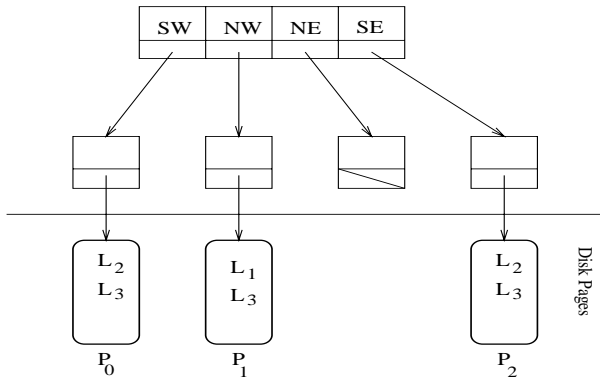 SW NW NE SE
L2 L1 L2
L3 L3 L3
P0 P1 P2
Disk Pages